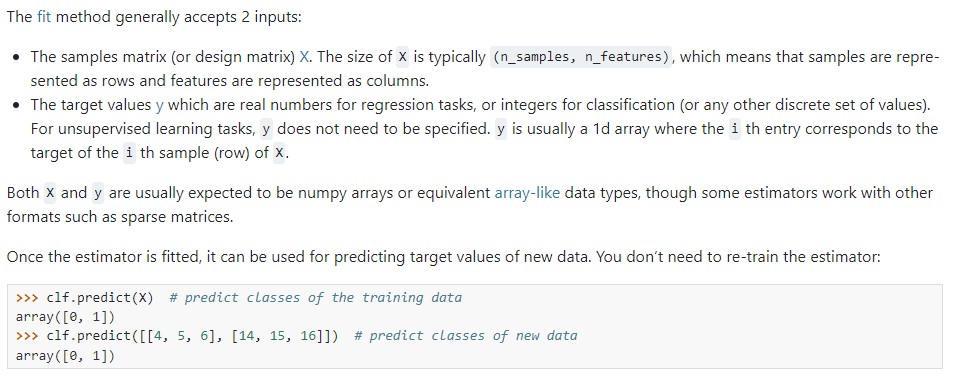 The fit method generally accepts 2 inputs:
• The samples matrix (or design matrix) X. The size of X is typically (n_samples, n_features), which means that samples are repre-
sented as rows and features are represented as columns.
• The target values y which are real numbers for regression tasks, or integers for classification (or any other discrete set of values).
For unsupervised learning tasks, y does not need to be specified. y is usually a 1d array where the i th entry corresponds to the
target of the i th sample (row) of X.
Both X and y are usually expected to be numpy arrays or equivalent array-like data types, though some estimators work with other
formats such as sparse matrices.
Once the estimator is fitted, it can be used for predicting target values of new data. You don’t need to re-train the estimator:
>>> clf.predict(X)  # predict classes of the training data
array([0, 1])
>>> clf.predict([[4, 5, 6], [14, 15, 16]])  # predict classes of new data
array([0, 1])